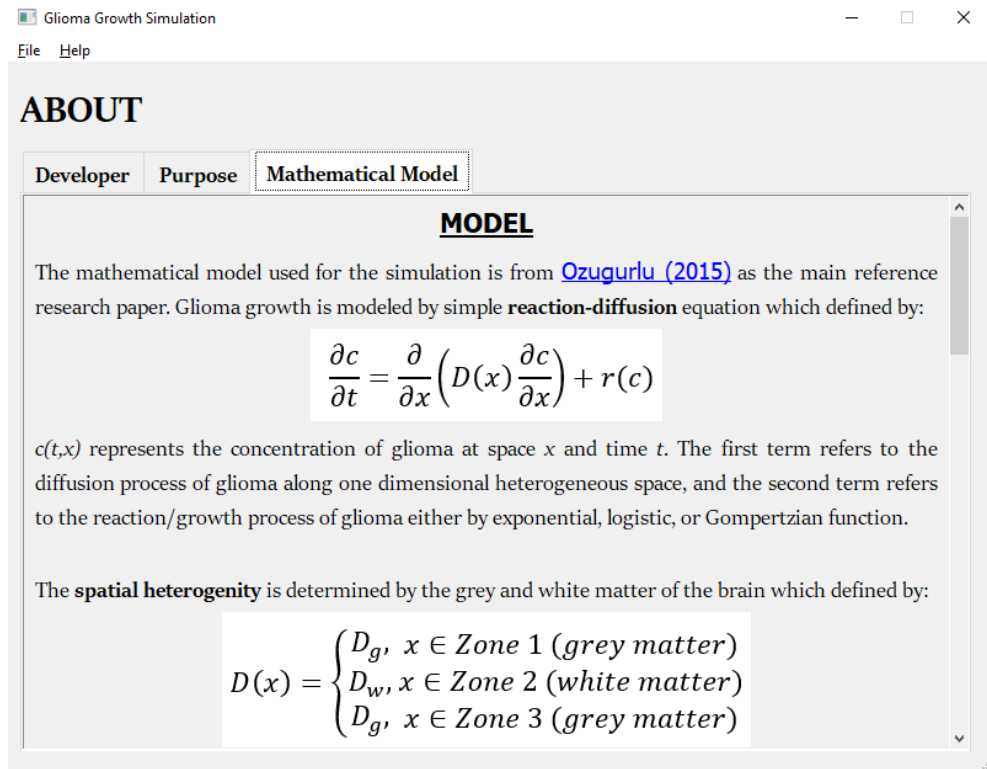 Glioma Growth Simulation
File Help
ABOUT
Developer Purpose Mathematical Model
MODEL
The mathematical model used for the simulation is from Ozugurlu (2015) as the main reference
research paper. Glioma growth is modeled by simple reaction-diffusion equation which defined by:
∂c/∂t = ∂/∂x (D(x) ∂c/∂x) + r(c)
c(t,x) represents the concentration of glioma at space x and time t. The first term refers to the
diffusion process of glioma along one dimensional heterogeneous space, and the second term refers
to the reaction/growth process of glioma either by exponential, logistic, or Gompertzian function.
The spatial heterogenity is determined by the grey and white matter of the brain which defined by:
D(x) = { D_g, x ∈ Zone 1 (grey matter)
D_w, x ∈ Zone 2 (white matter)
D_g, x ∈ Zone 3 (grey matter)